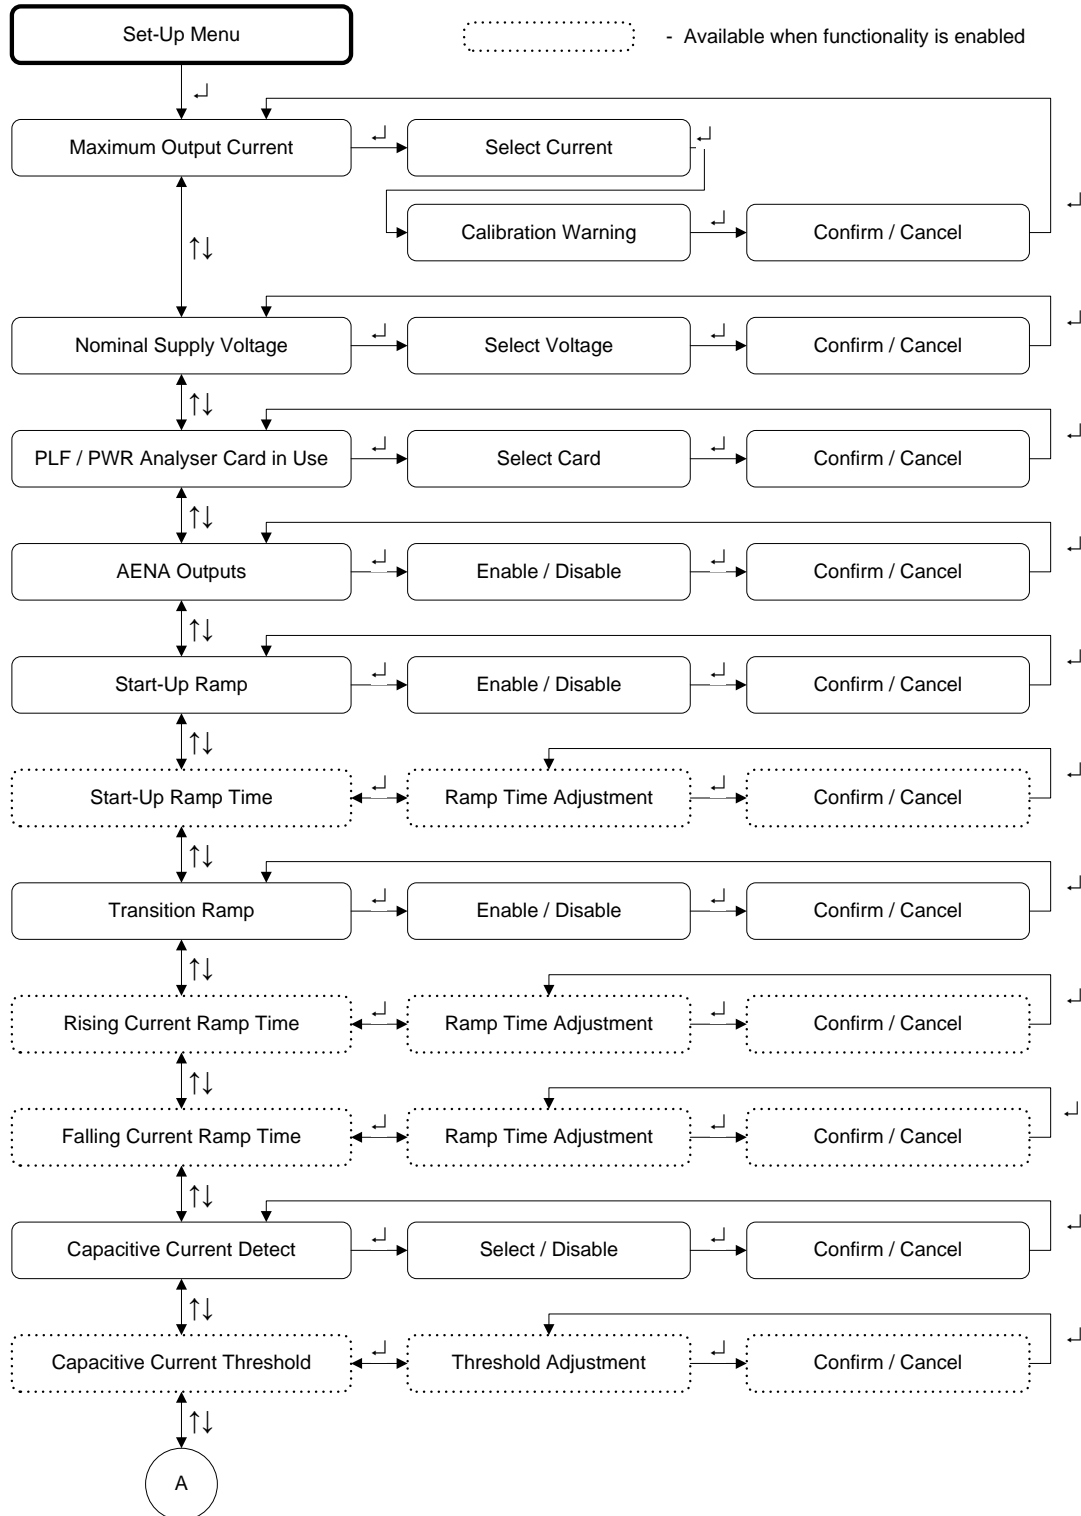 Set-Up Menu
- Available when functionality is enabled
↵
Maximum Output Current
↵
Select Current
↵
Calibration Warning
↵
Confirm / Cancel
↵
↑↓
Nominal Supply Voltage
↵
Select Voltage
↵
Confirm / Cancel
↵
↑↓
PLF / PWR Analyser Card in Use
↵
Select Card
↵
Confirm / Cancel
↵
↑↓
AENA Outputs
↵
Enable / Disable
↵
Confirm / Cancel
↵
↑↓
Start-Up Ramp
↵
Enable / Disable
↵
Confirm / Cancel
↵
↑↓
Start-Up Ramp Time
↵
Ramp Time Adjustment
↵
Confirm / Cancel
↵
↑↓
Transition Ramp
↵
Enable / Disable
↵
Confirm / Cancel
↵
↑↓
Rising Current Ramp Time
↵
Ramp Time Adjustment
↵
Confirm / Cancel
↵
↑↓
Falling Current Ramp Time
↵
Ramp Time Adjustment
↵
Confirm / Cancel
↵
↑↓
Capacitive Current Detect
↵
Select / Disable
↵
Confirm / Cancel
↵
↑↓
Capacitive Current Threshold
↵
Threshold Adjustment
↵
Confirm / Cancel
↵
↑↓
A